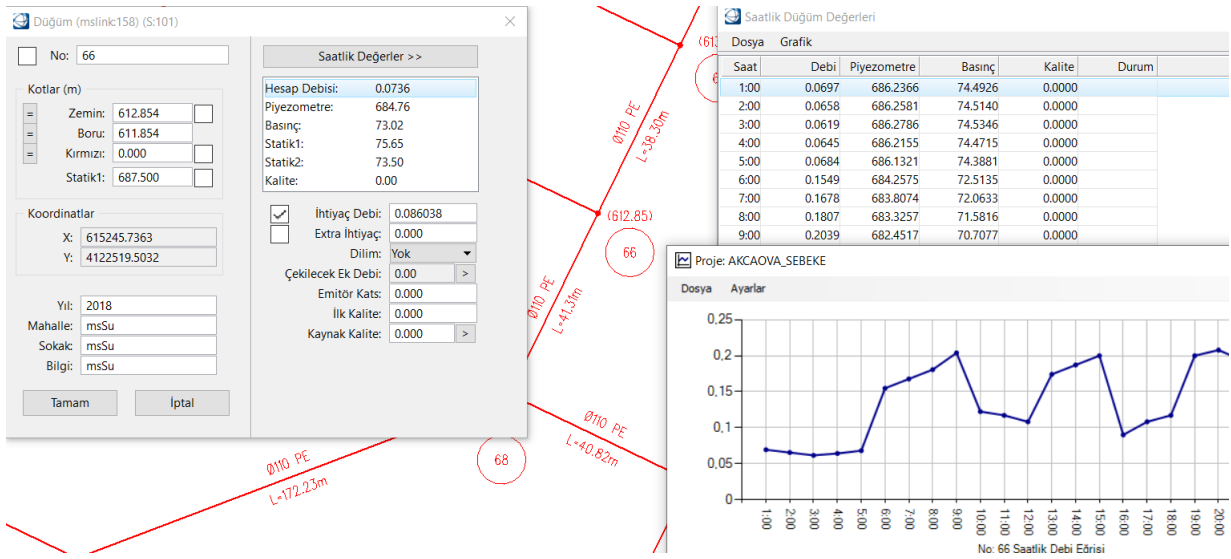 Düğüm (mslink:158) (S:101)
No: 66
Kotlar (m)
= Zemin: 612.854
= Boru: 611.854
= Kırmızı: 0.000
Statik1: 687.500
Koordinatlar
X: 615245.7363
Y: 4122519.5032
Yıl: 2018
Mahalle: msSu
Sokak: msSu
Bilgi: msSu
Tamam İptal
Saatlik Değerler >>
Hesap Debisi: 0.0736
Piyezometre: 684.76
Basınç: 73.02
Statik1: 75.65
Statik2: 73.50
Kalite: 0.00
İhtiyaç Debi: 0.086038
Extra İhtiyaç: 0.000
Dilim: Yok
Çekilecek Ek Debi: 0.00 >
Emitör Kats: 0.000
İlk Kalite: 0.000
Kaynak Kalite: 0.000 >
Ø110 PE
L=38.30m
(612.85)
66
Ø110 PE
L=41.31m
Ø110 PE
L=40.82m
68
Ø110 PE
L=172.23m
Saatlik Düğüm Değerleri
Dosya Grafik
Saat Debi Piyezometre Basınç Kalite Durum
1:00 0.0697 686.2366 74.4926 0.0000
2:00 0.0658 686.2581 74.5140 0.0000
3:00 0.0619 686.2786 74.5346 0.0000
4:00 0.0645 686.2155 74.4715 0.0000
5:00 0.0684 686.1321 74.3881 0.0000
6:00 0.1549 684.2575 72.5135 0.0000
7:00 0.1678 683.8074 72.0633 0.0000
8:00 0.1807 683.3257 71.5816 0.0000
9:00 0.2039 682.4517 70.7077 0.0000
Proje: AKCAOVA_SEBEKE
Dosya Ayarlar
0,25
0,2
0,15
0,1
0,05
0
1:00 2:00 3:00 4:00 5:00 6:00 7:00 8:00 9:00 10:00 11:00 12:00 13:00 14:00 15:00 16:00 17:00 18:00 19:00 20:00
No: 66 Saatlik Debi Eğrisi